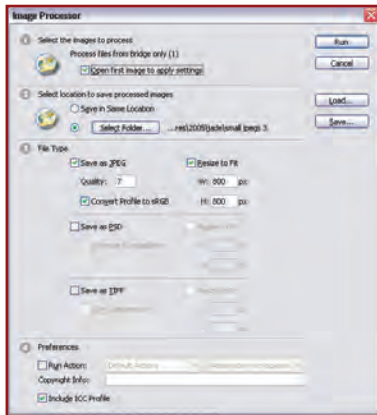 Image Processor
Select the images to process
Run
Process files from Bridge only (1)
Cancel
Open first image to apply settings
Select location to save processed images
Load...
Save in Same Location
Save...
Select Folder... ...res\2005\jade\small jpegs 3
File Type
Save as JPEG
Resize to Fit
Quality: 7
W: 800 px
Convert Profile to sRGB
H: 800 px
Save as PSD
Save as TIFF
Preferences
Run Action: Default Actions
Copyright Info:
Include ICC Profile